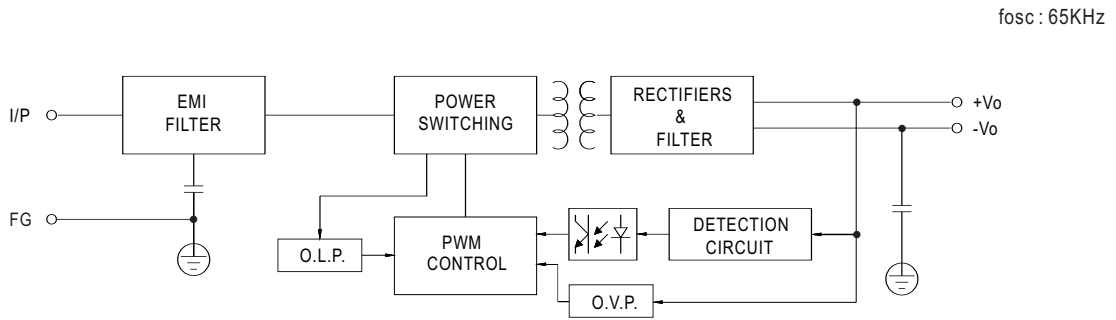 fosc : 65KHz
I/P
EMI
FILTER
POWER
SWITCHING
RECTIFIERS
&
FILTER
+Vo
-Vo
FG
O.L.P.
PWM
CONTROL
DETECTION
CIRCUIT
O.V.P.